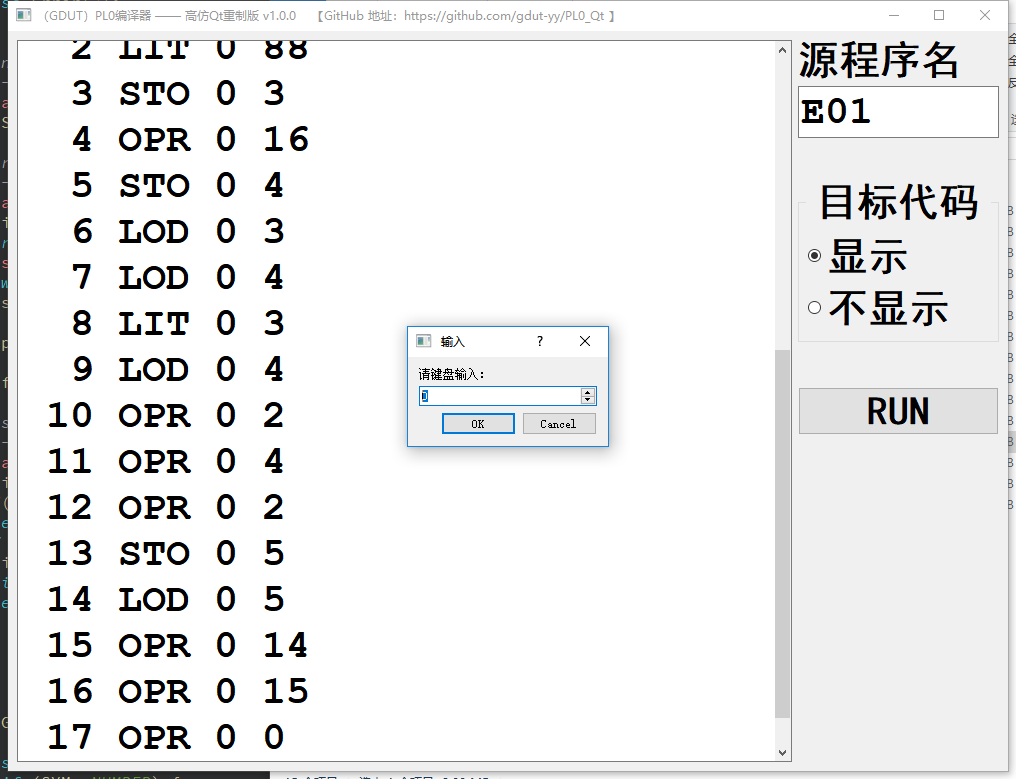 （GDUT）PL0编译器 —— 高仿Qt重制版 v1.0.0 【GitHub 地址：https://github.com/gdut-yy/PL0_Qt 】
2 LIT 0 88
3 STO 0 3
4 OPR 0 16
5 STO 0 4
6 LOD 0 3
7 LOD 0 4
8 LIT 0 3
9 LOD 0 4
10 OPR 0 2
11 OPR 0 4
12 OPR 0 2
13 STO 0 5
14 LOD 0 5
15 OPR 0 14
16 OPR 0 15
17 OPR 0 0
源程序名
E01
目标代码
显示
不显示
RUN
输入
?
请键盘输入：
0
OK
Cancel